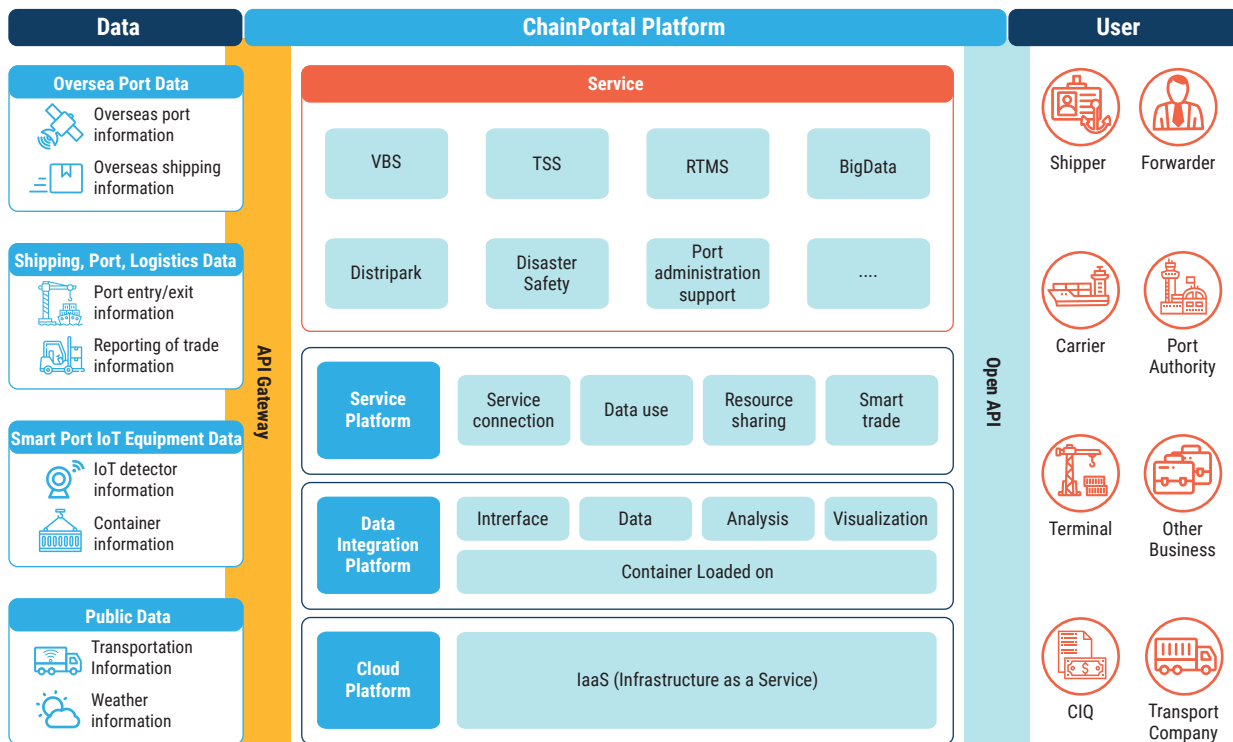 Data
ChainPortal Platform
User
Oversea Port Data
Overseas port
information
Overseas shipping
information
Shipping, Port, Logistics Data
Port entry/exit
information
Reporting of trade
information
Smart Port IoT Equipment Data
IoT detector
information
Container
information
Public Data
Transportation
Information
Weather
information
API Gateway
Service
VBS
TSS
RTMS
BigData
Distripark
Disaster
Safety
Port
administration
support
....
Service
Platform
Service
connection
Data use
Resource
sharing
Smart
trade
Data
Integration
Platform
Intrerface
Data
Analysis
Visualization
Container Loaded on
Cloud
Platform
IaaS (Infrastructure as a Service)
Open API
Shipper
Forwarder
Carrier
Port
Authority
Terminal
Other
Business
$
CIQ
Transport
Company